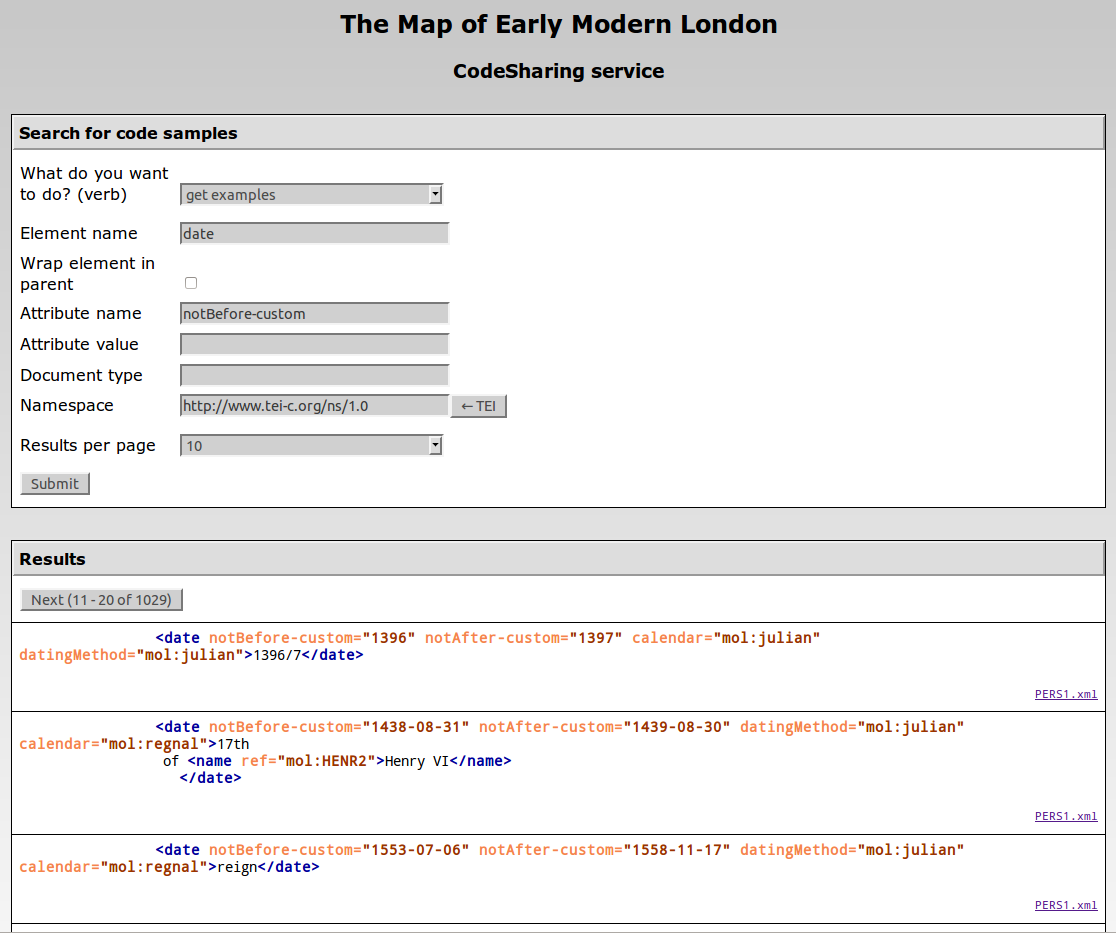 The Map of Early Modern London
CodeSharing service
Search for code samples
What do you want
to do? (verb)
get examples
Element name
date
Wrap element in
parent
Attribute name
notBefore-custom
Attribute value
Document type
Namespace
http://www.tei-c.org/ns/1.0
←TEI
Results per page
10
Submit
Results
Next (11 - 20 of 1029)
<date notBefore-custom="1396" notAfter-custom="1397" calendar="mol:julian"
datingMethod="mol:julian">1396/7</date>
PERS1.xml
<date notBefore-custom="1438-08-31" notAfter-custom="1439-08-30" datingMethod="mol:julian"
calendar="mol:regnal">17th
of <name ref="mol:HENR2">Henry VI</name>
</date>
PERS1.xml
<date notBefore-custom="1553-07-06" notAfter-custom="1558-11-17" datingMethod="mol:julian"
calendar="mol:regnal">reign</date>
PERS1.xml